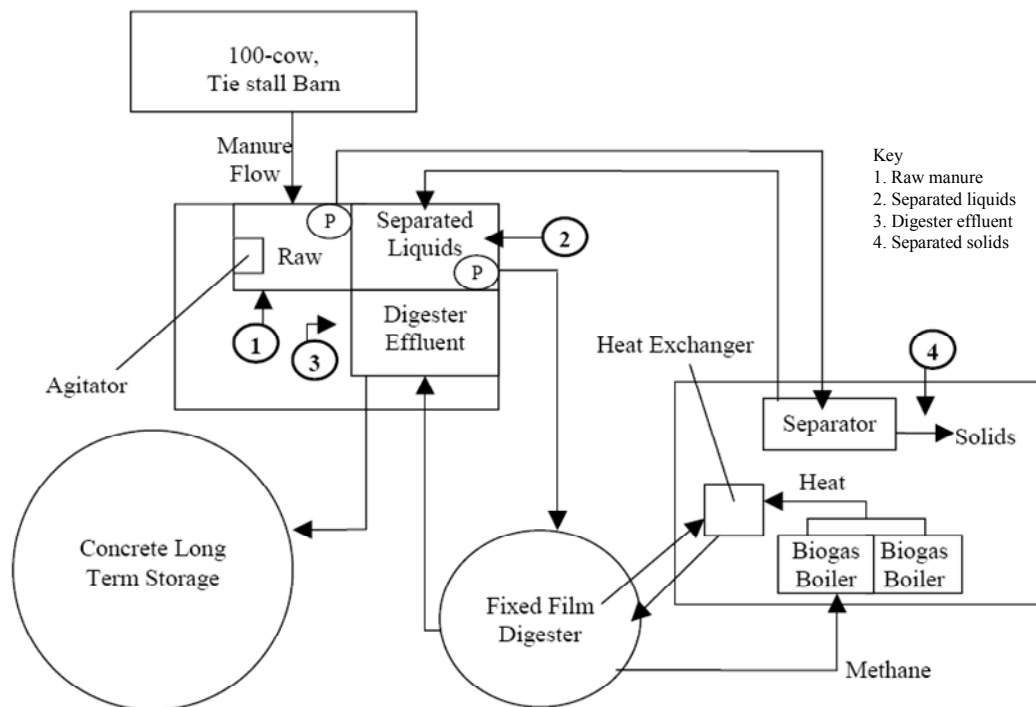 100-cow,
Tie stall Barn
Manure
Flow
Key
1. Raw manure
2. Separated liquids
3. Digester effluent
4. Separated solids
P
Separated
Liquids
Raw
2
P
Digester
Effluent
1
3
Agitator
Heat Exchanger
4
Separator
Solids
Heat
Concrete Long
Term Storage
Biogas
Boiler
Biogas
Boiler
Fixed Film
Digester
Methane